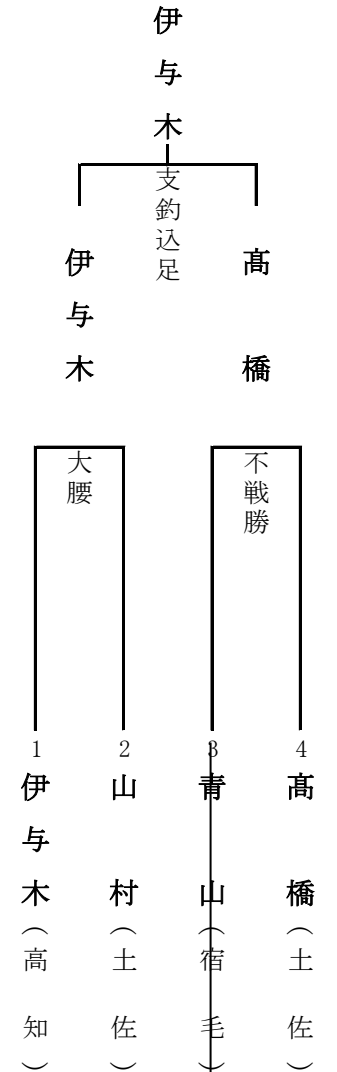 伊与木
支釣込足
伊与木
髙橋
大腰
不戦勝
1
伊与木
（高知）
2
山村
（土佐）
3
青山
（宿毛）
4
髙橋
（土佐）